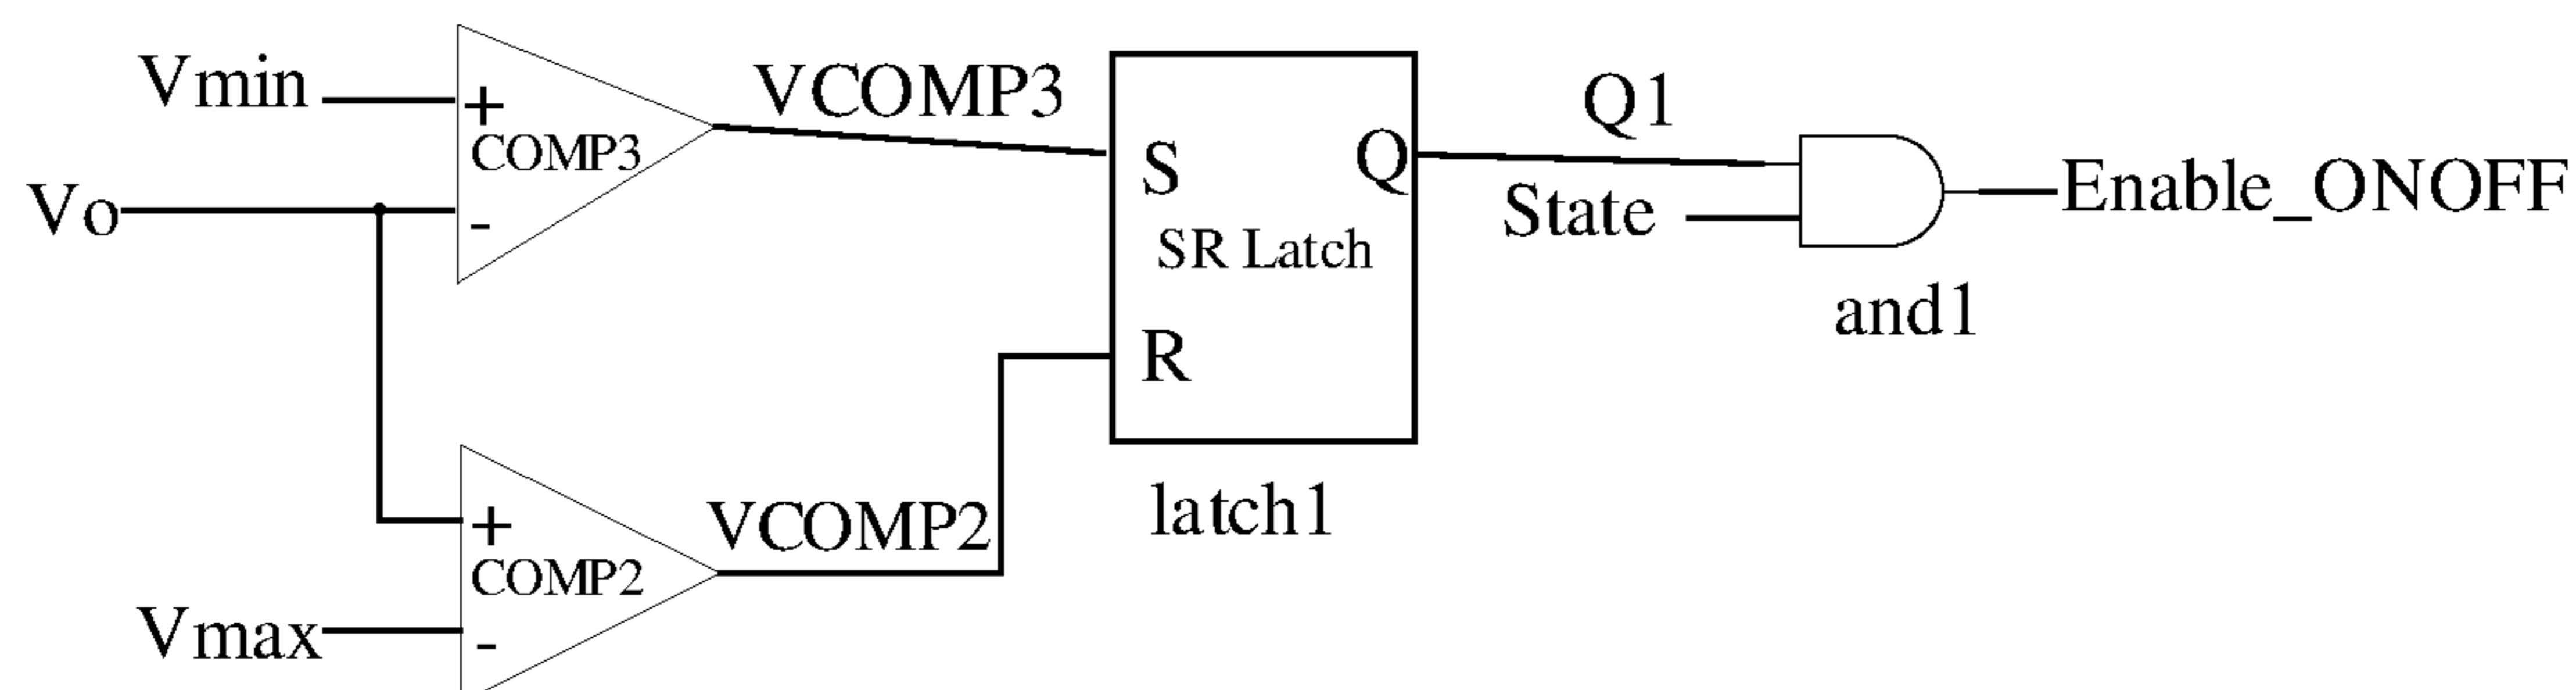 Vmin
+
COMP3
-
VCOMP3
Vo
S
Q
SR Latch
R
latch1
Q1
State
and1
Enable_ONOFF
+
COMP2
-
VCOMP2
Vmax